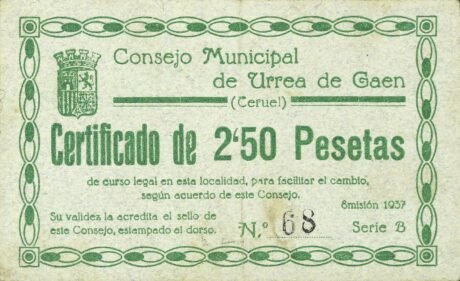 Consejo Municipal
de Urrea de Gaen
(Teruel)
Certificado de 2'50 Pesetas
de curso legal en esta localidad, para facilitar el cambio,
según acuerdo de este Consejo.
Emisión 1937
Su validez la acredita el sello de
este Consejo, estampado al dorso.
N.º 68
Serie B